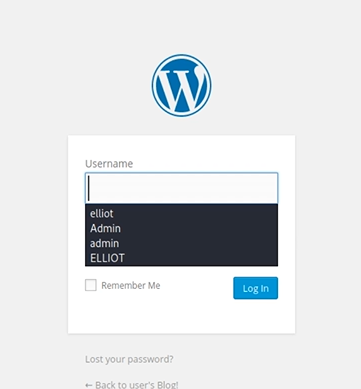 Username
elliot
Admin
admin
ELLIOT
Remember Me
Log In
Lost your password?
← Back to user's Blog!